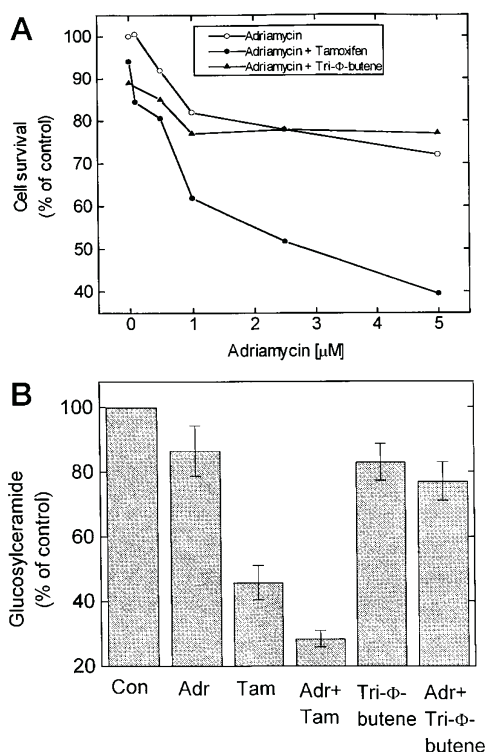 A
Adriamycin
Adriamycin + Tamoxifen
Adriamycin + Tri-Φ-butene
Cell survival
(% of control)
100
90
80
70
60
50
40
0 1 2 3 4 5
Adriamycin [μM]
B
Glucosylceramide
(% of control)
100
80
60
40
20
Con Adr Tam Adr+ Tri-Φ- Adr+
Tam butene Tri-Φ-
butene